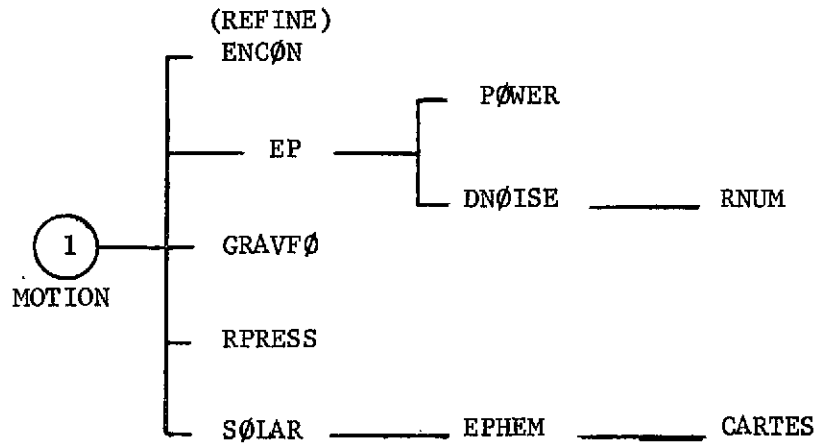 (REFINE)
ENCØN
PØWER
EP
DNØISE
RNUM
1
GRAVFØ
MOTION
RPRESS
SØLAR
EPHEM
CARTES